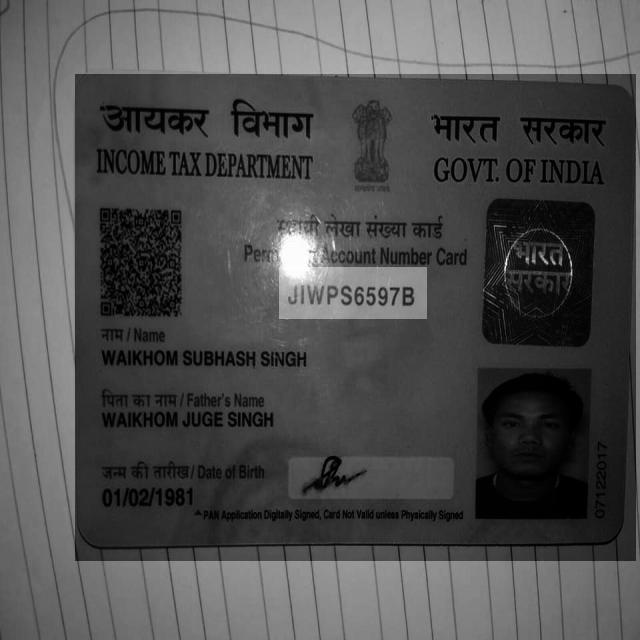 आयकर विभाग
INCOME TAX DEPARTMENT
भारत सरकार
GOVT. OF INDIA
लेखा संख्या कार्ड
Account Number Card
JIWPS6597B
भारत
सरकार
नाम / Name
WAIKHOM SUBHASH SINGH
पिता का नाम / Father's Name
WAIKHOM JUGE SINGH
जन्म की तारीख / Date of Birth
01/02/1981
PAN Application Digitally Signed, Card Not Valid unless Physically Signed
07122017